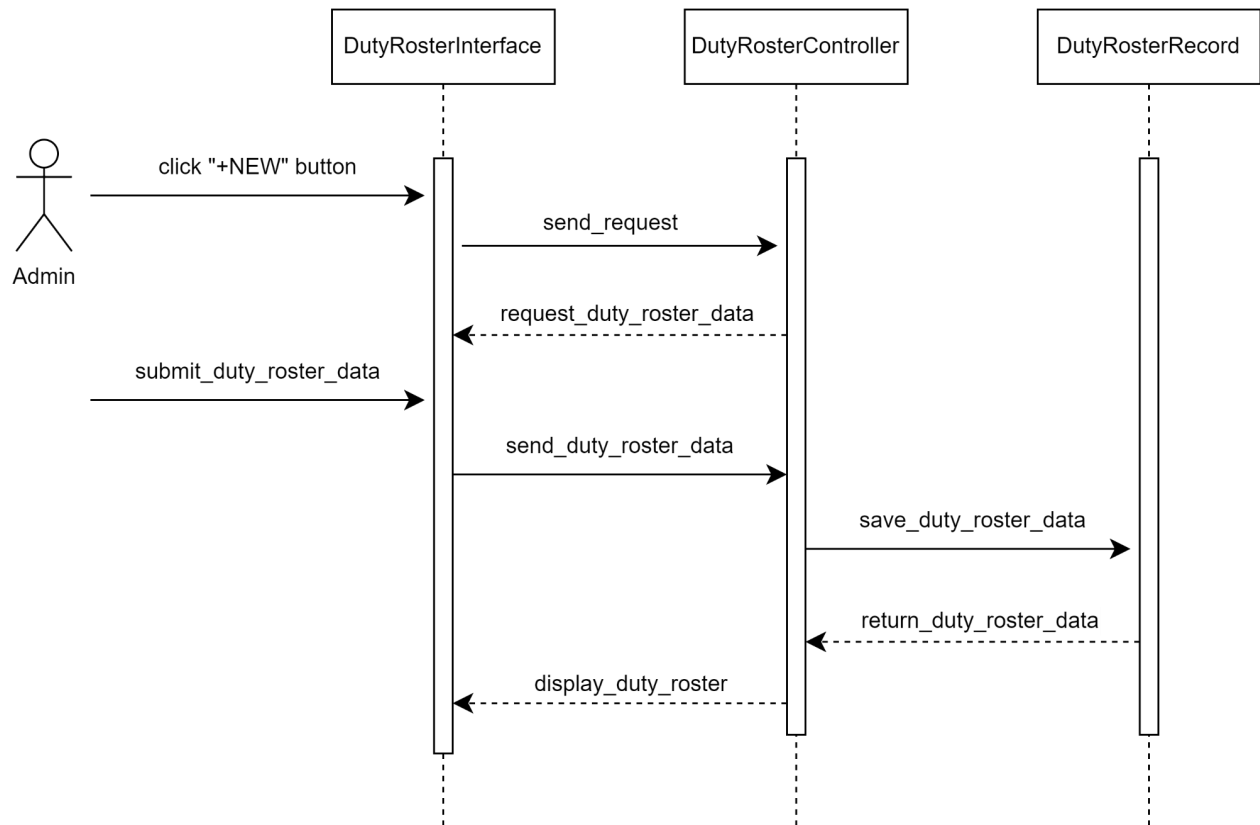 DutyRosterInterface
DutyRosterController
DutyRosterRecord
click "+NEW" button
send_request
Admin
request_duty_roster_data
submit_duty_roster_data
send_duty_roster_data
save_duty_roster_data
return_duty_roster_data
display_duty_roster